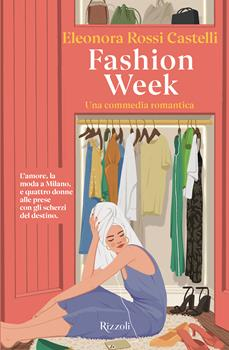 Eleonora Rossi Castelli
Fashion
Week
Una commedia romantica
L'amore, la
moda a Milano,
e quattro donne
alle prese
con gli scherzi
del destino.
Rizzoli